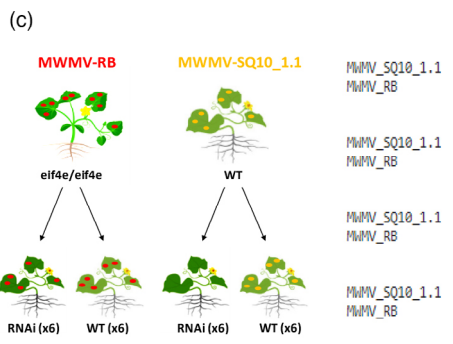 (c)
MWMV-RB
MWMV-SQ10_1.1
eif4e/eif4e
WT
RNAi (x6)
WT (x6)
RNAi (x6)
WT (x6)
MWMV_SQ10_1.1
MWMV_RB
MWMV_SQ10_1.1
MWMV_RB
MWMV_SQ10_1.1
MWMV_RB
MWMV_SQ10_1.1
MWMV_RB